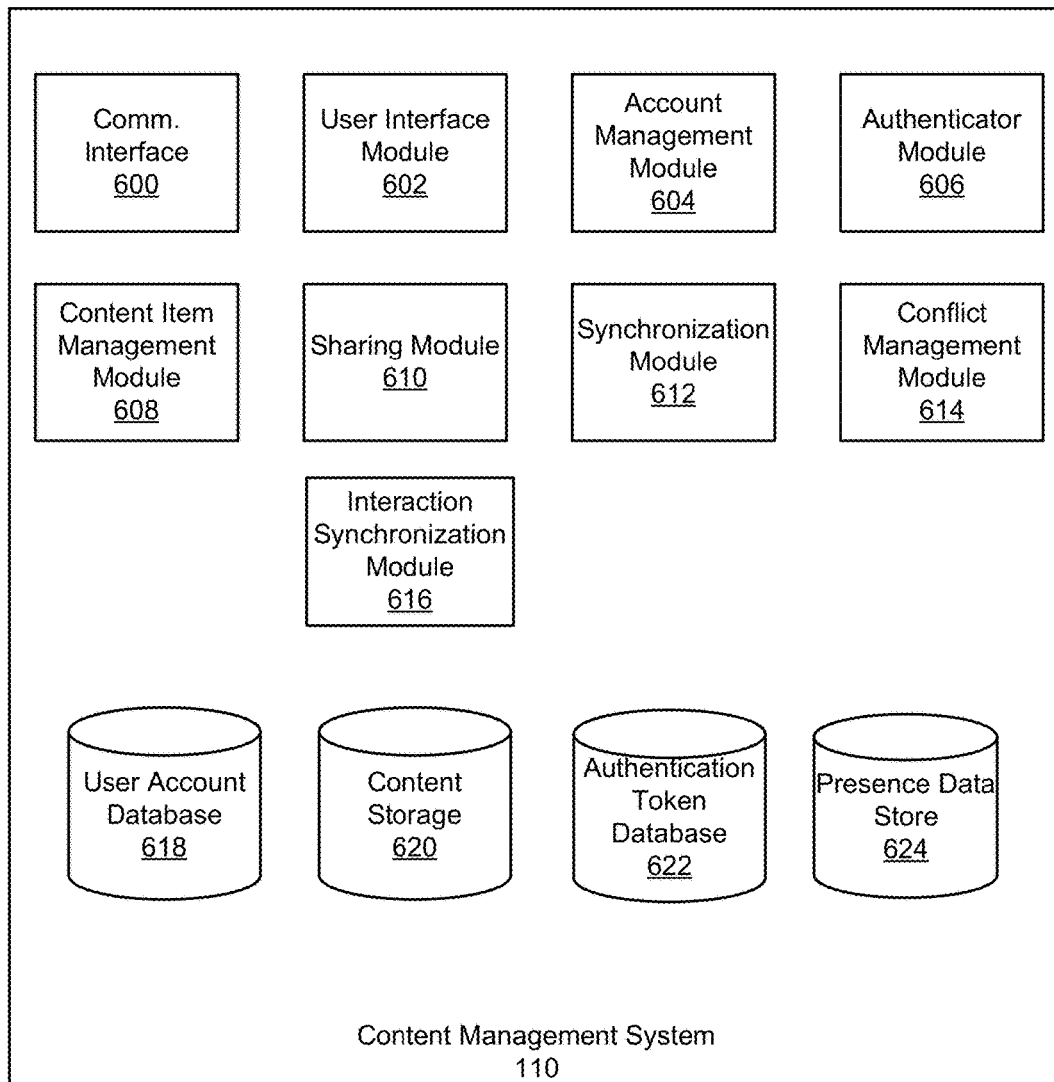 Comm.
Interface
600
User Interface
Module
602
Account
Management
Module
604
Authenticator
Module
606
Content Item
Management
Module
608
Sharing Module
610
Synchronization
Module
612
Conflict
Management
Module
614
Interaction
Synchronization
Module
616
User Account
Database
618
Content
Storage
620
Authentication
Token
Database
622
Presence Data
Store
624
Content Management System
110